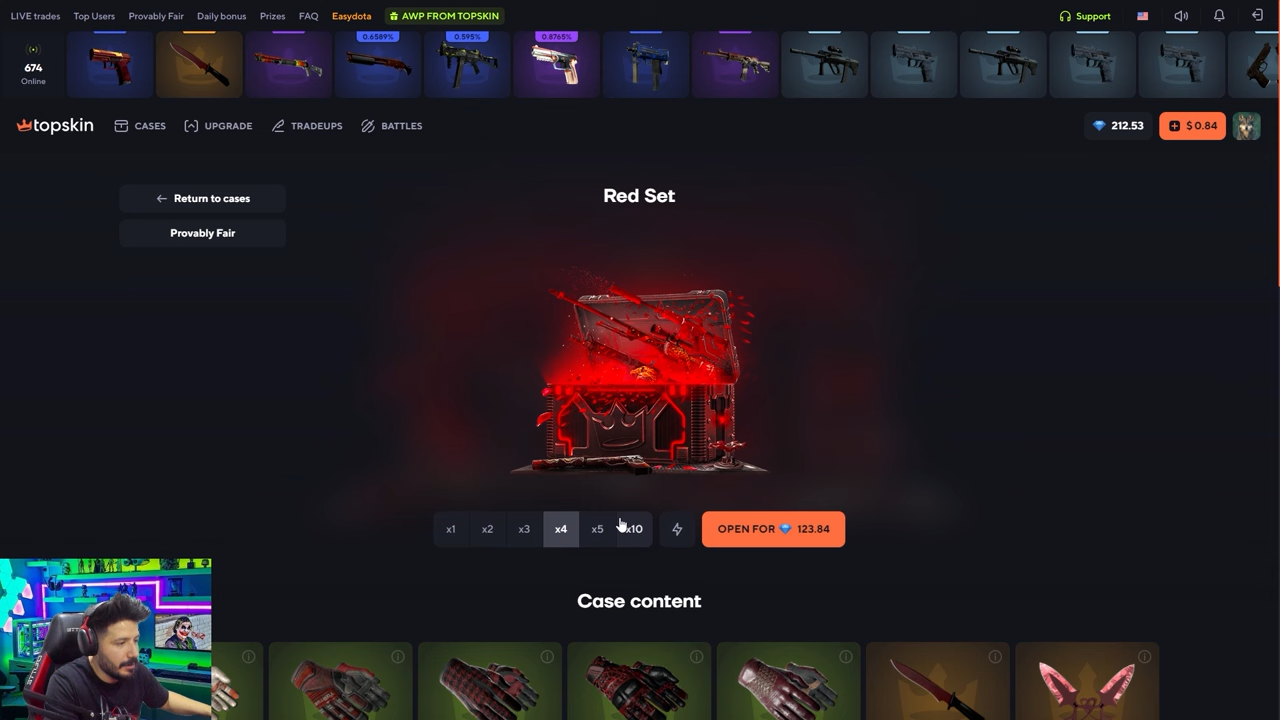 LIVE trades Top Users Provably Fair Daily bonus Prizes FAQ Easydota AWP FROM TOPSKIN Support
0.6589% 0.595% 0.8765%
674
Online
topskin CASES UPGRADE TRADEUPS BATTLES 212.53 $ 0.84
Return to cases
Provably Fair
Red Set
x1 x2 x3 x4 x5 x10 OPEN FOR 123.84
Case content